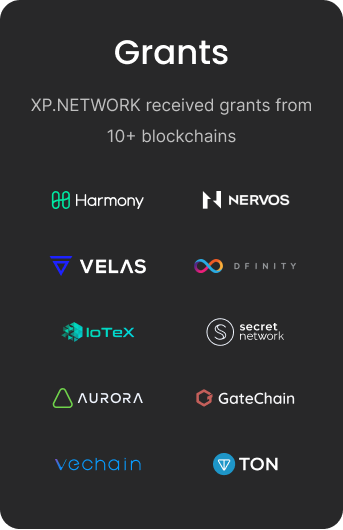 Grants
XP.NETWORK received grants from
10+ blockchains
Harmony
NERVOS
VELAS
DFINITY
IoTeX
secret
network
AURORA
GateChain
vechain
TON